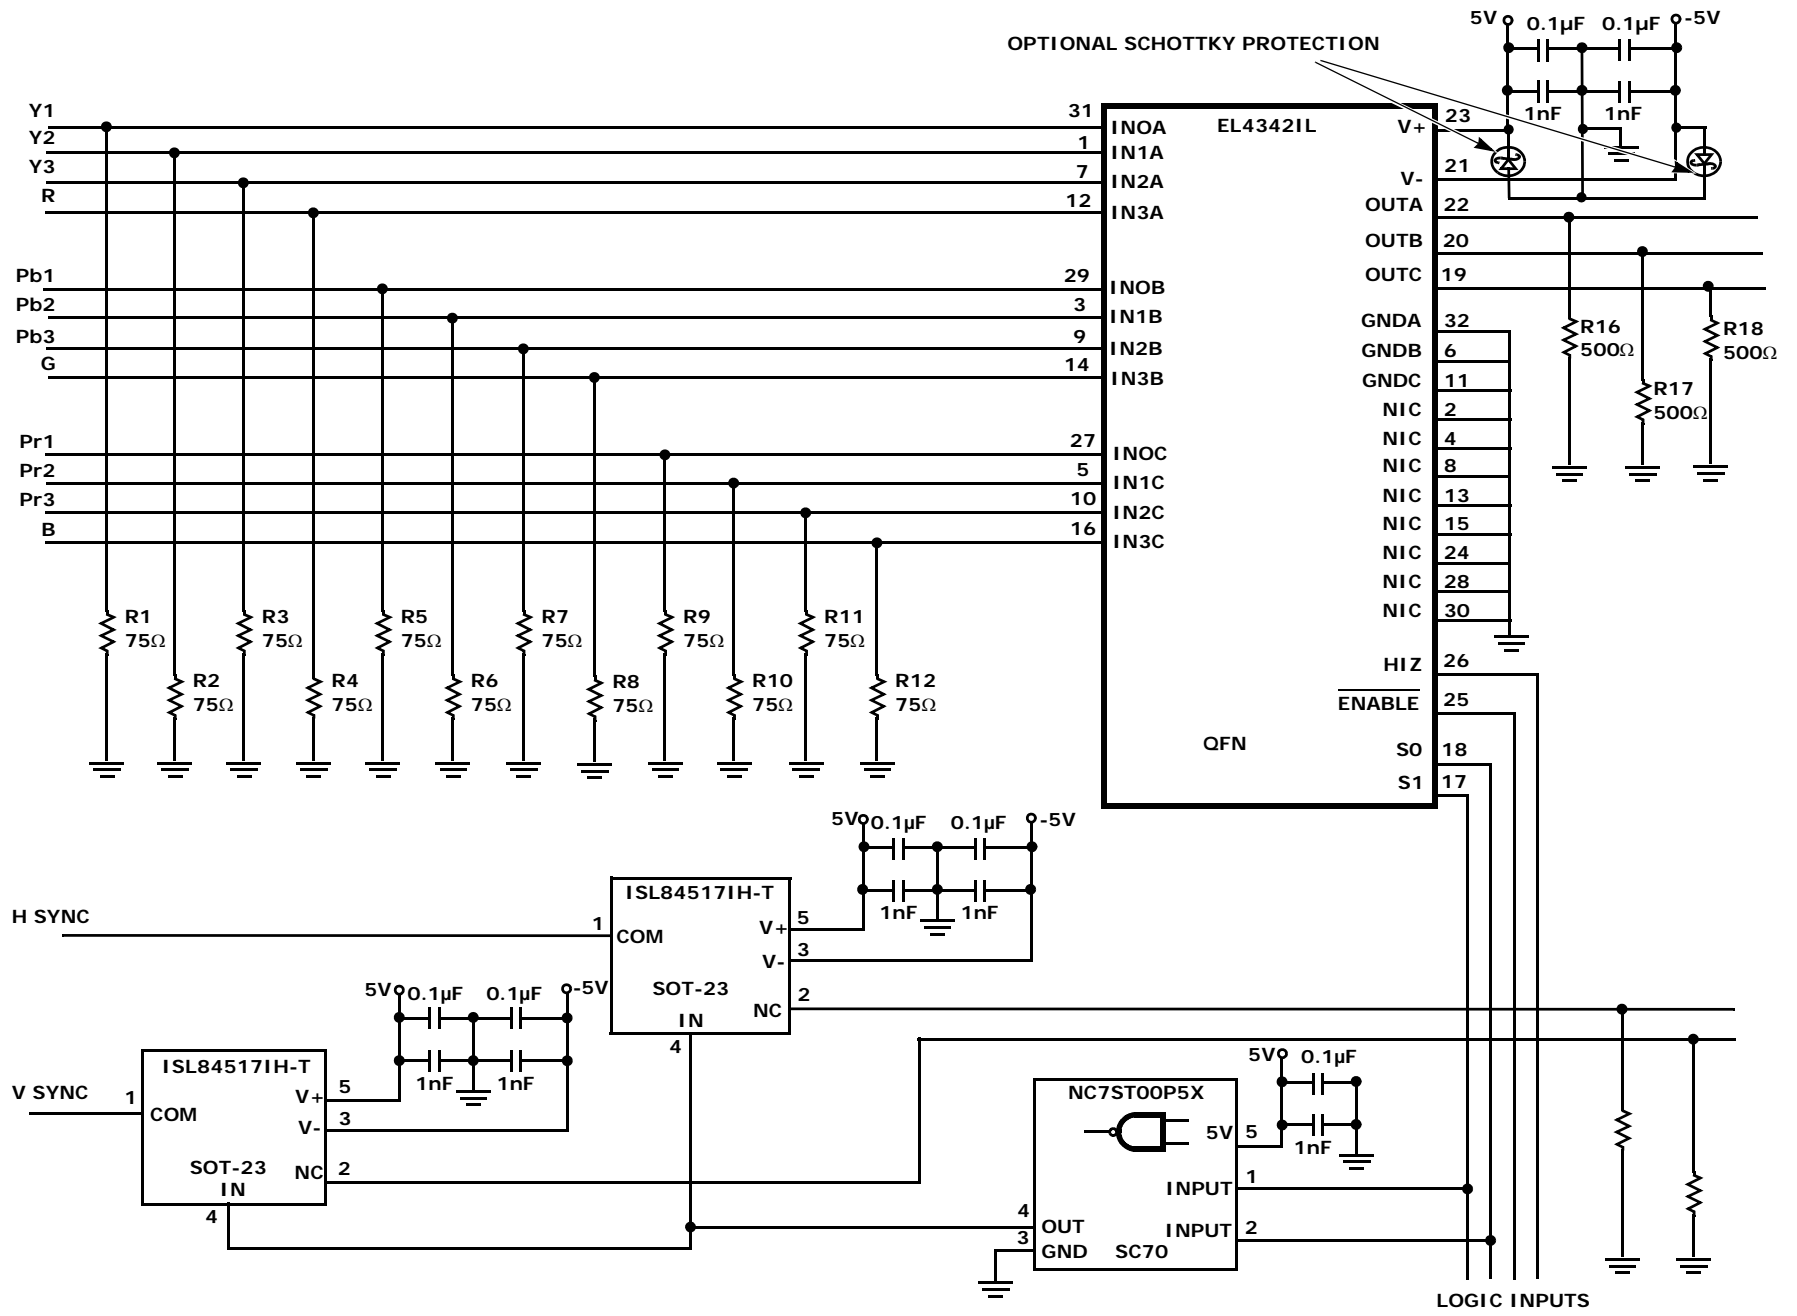 5V
0.1µF
0.1µF
-5V
OPTIONAL SCHOTTKY PROTECTION
1nF
1nF
Y1
Y2
Y3
R
Pb1
Pb2
Pb3
G
Pr1
Pr2
Pr3
B
31
1
7
12
29
3
9
14
27
5
10
16
EL4342IL
IN0A
IN1A
IN2A
IN3A
IN0B
IN1B
IN2B
IN3B
IN0C
IN1C
IN2C
IN3C
QFN
V+ 23
V- 21
OUTA 22
OUTB 20
OUTC 19
GNDA 32
GNDB 6
GNDC 11
NIC 2
NIC 4
NIC 8
NIC 13
NIC 15
NIC 24
NIC 28
NIC 30
HIZ 26
ENABLE 25
S0 18
S1 17
R16
500Ω
R17
500Ω
R18
500Ω
R1
75Ω
R2
75Ω
R3
75Ω
R4
75Ω
R5
75Ω
R6
75Ω
R7
75Ω
R8
75Ω
R9
75Ω
R10
75Ω
R11
75Ω
R12
75Ω
5V
0.1µF
0.1µF
-5V
1nF
1nF
H SYNC
1
ISL84517IH-T
COM
V+ 5
V- 3
SOT-23
NC 2
IN
4
5V
0.1µF
0.1µF
-5V
1nF
1nF
V SYNC
1
ISL84517IH-T
COM
V+ 5
V- 3
SOT-23
NC 2
IN
4
5V
0.1µF
1nF
NC7ST00P5X
5V 5
INPUT 1
INPUT 2
4 OUT
3 GND
SC70
LOGIC INPUTS